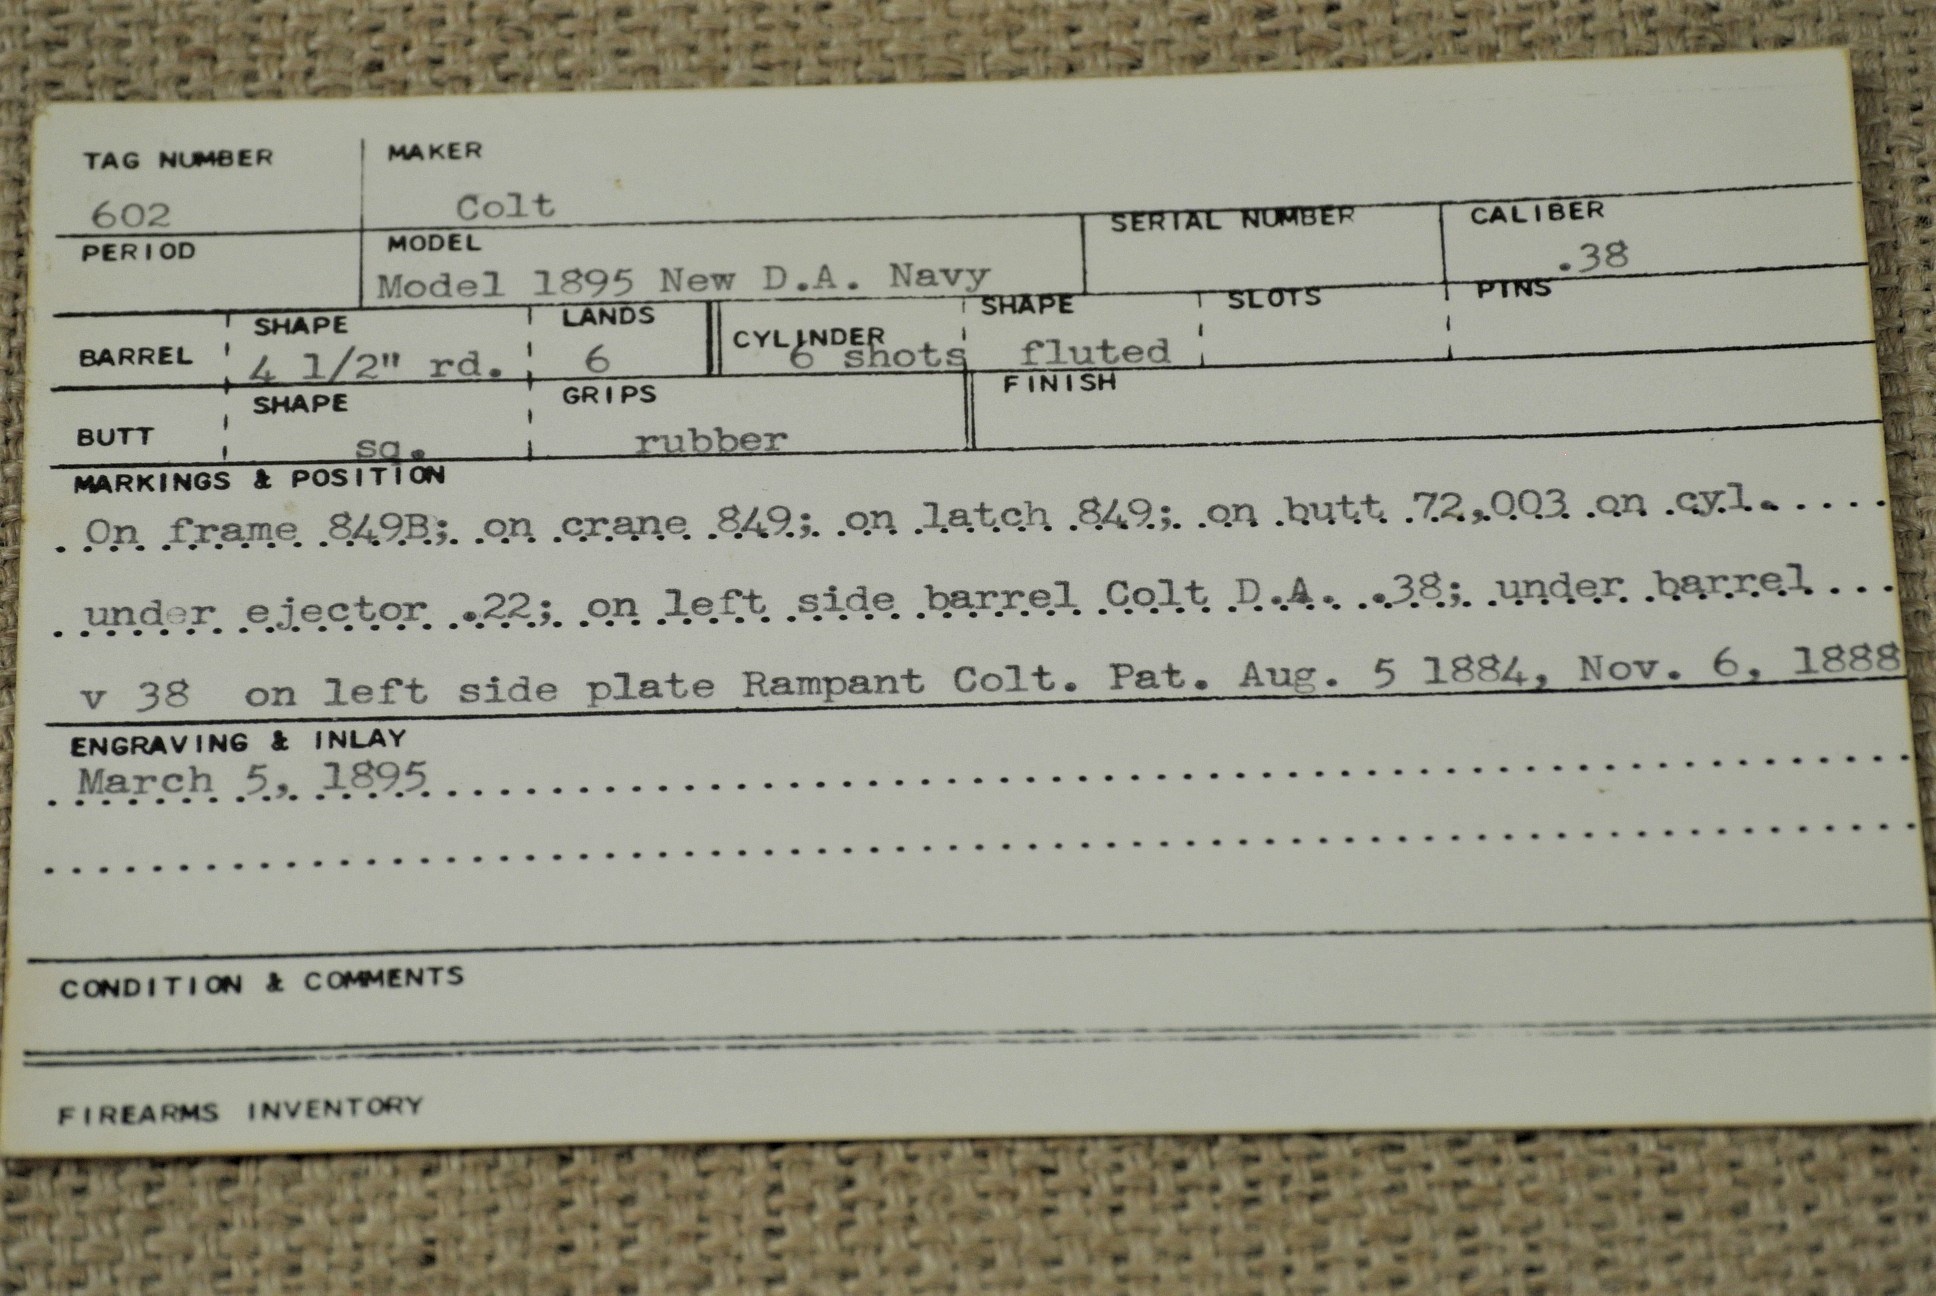 TAG NUMBER MAKER
602 Colt
PERIOD MODEL SERIAL NUMBER CALIBER
Model 1895 New D.A. Navy .38
BARREL SHAPE LANDS CYLINDER SHAPE SLOTS PINS
4 1/2" rd. 6 6 shots fluted
BUTT SHAPE GRIPS FINISH
sq. rubber
MARKINGS & POSITION
On frame 849B; on crane 849; on latch 849; on butt 72,003 on cyl.
under ejector .22; on left side barrel Colt D.A. .38; under barrel
v 38 on left side plate Rampant Colt. Pat. Aug. 5 1884, Nov. 6, 1888
ENGRAVING & INLAY
March 5, 1895
CONDITION & COMMENTS
FIREARMS INVENTORY